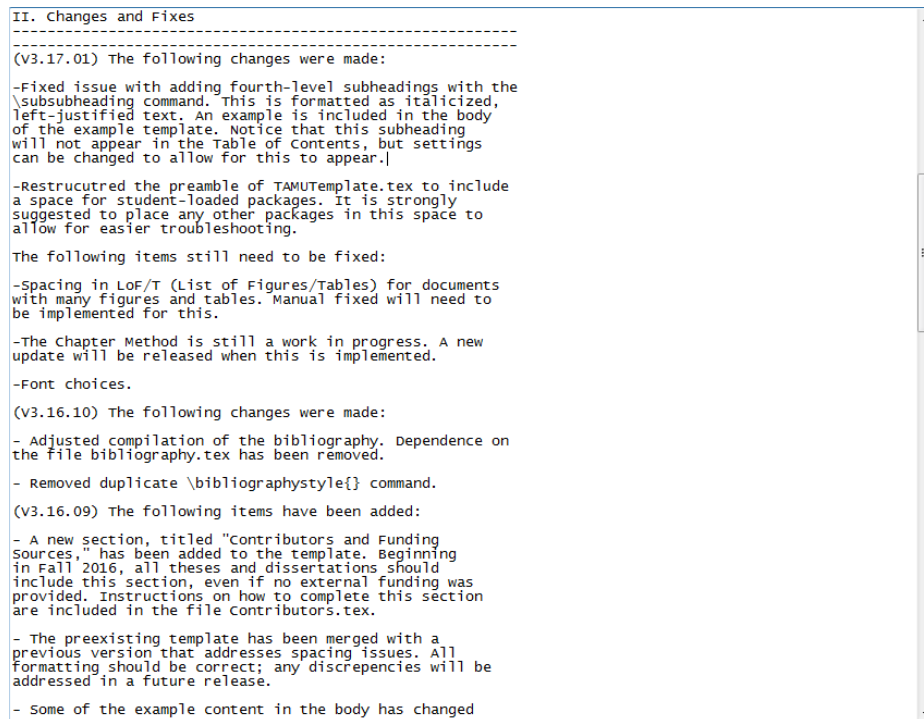 II. Changes and Fixes
----------------------------------------------------------
----------------------------------------------------------
(V3.17.01) The following changes were made:
-Fixed issue with adding fourth-level subheadings with the
\subsubheading command. This is formatted as italicized,
left-justified text. An example is included in the body
of the example template. Notice that this subheading
will not appear in the Table of Contents, but settings
can be changed to allow for this to appear.
-Restrucutred the preamble of TAMUTemplate.tex to include
a space for student-loaded packages. It is strongly
suggested to place any other packages in this space to
allow for easier troubleshooting.
The following items still need to be fixed:
-Spacing in LoF/T (List of Figures/Tables) for documents
with many figures and tables. Manual fixed will need to
be implemented for this.
-The Chapter Method is still a work in progress. A new
update will be released when this is implemented.
-Font choices.
(V3.16.10) The following changes were made:
- Adjusted compilation of the bibliography. Dependence on
the file bibliography.tex has been removed.
- Removed duplicate \bibliographystyle{} command.
(V3.16.09) The following items have been added:
- A new section, titled "Contributors and Funding
Sources," has been added to the template. Beginning
in Fall 2016, all theses and dissertations should
include this section, even if no external funding was
provided. Instructions on how to complete this section
are included in the file Contributors.tex.
- The preexisting template has been merged with a
previous version that addresses spacing issues. All
formatting should be correct; any discrepencies will be
addressed in a future release.
- Some of the example content in the body has changed